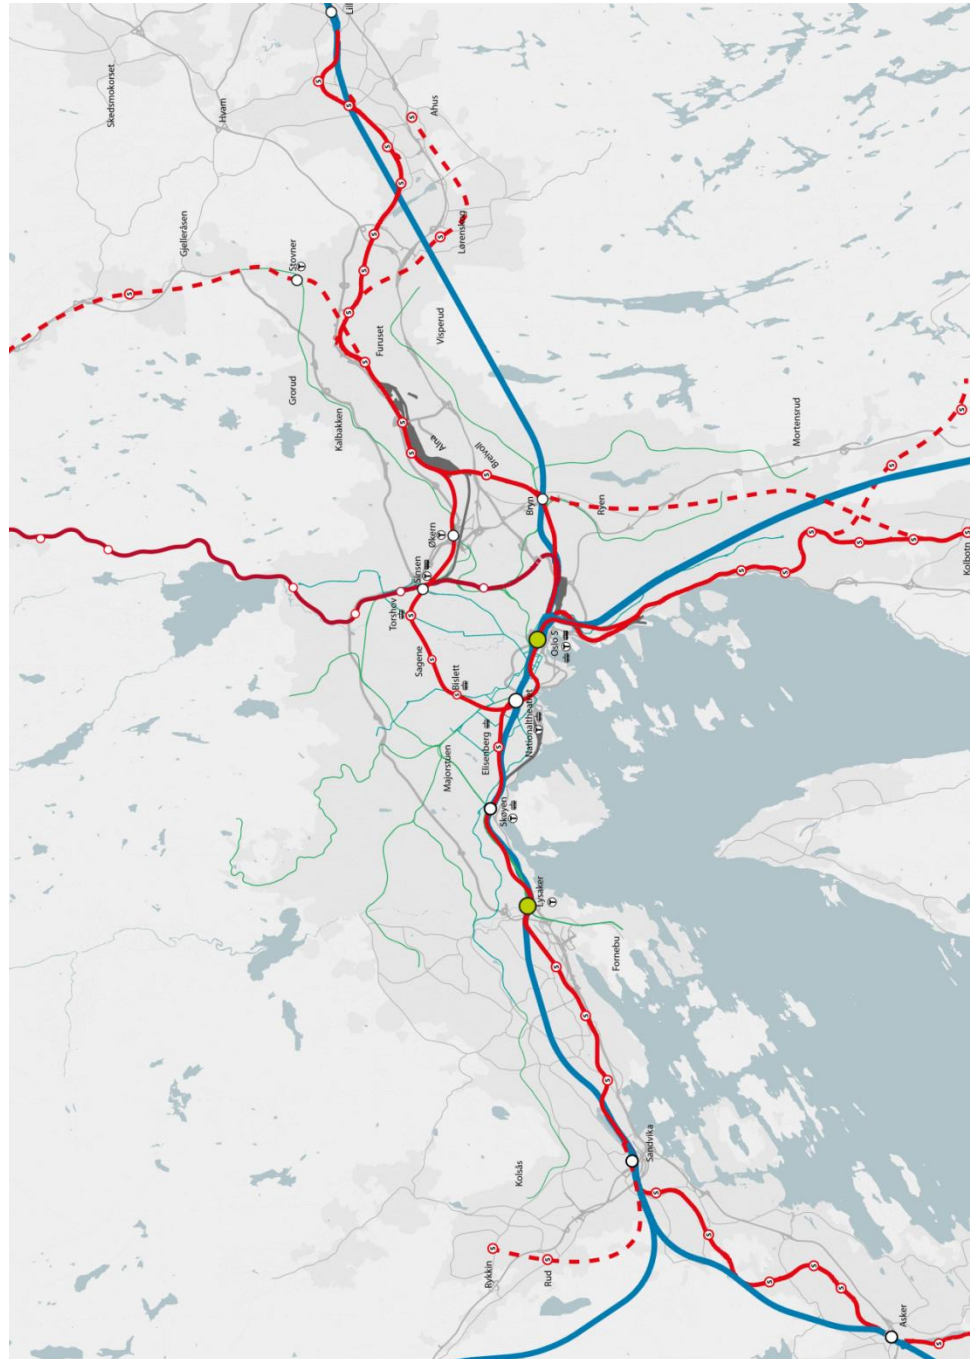 Lill
Skedsmokorset
Hvam
Ahus
Gjelleråsen
Stovner
Lørenskog
Visperud
Furuset
Grorud
Kalbakken
Alna
Breivoll
Mortensrud
Bryn
Ryen
Økern
Sinsen
Torshov
Kolbotn
Sagene
Bislett
Oslo S
Nationaltheatret
Elisenberg
Majorstuen
Skøyen
Lysaker
Fornebu
Kolsås
Sandvika
Rykkin
Rud
Asker